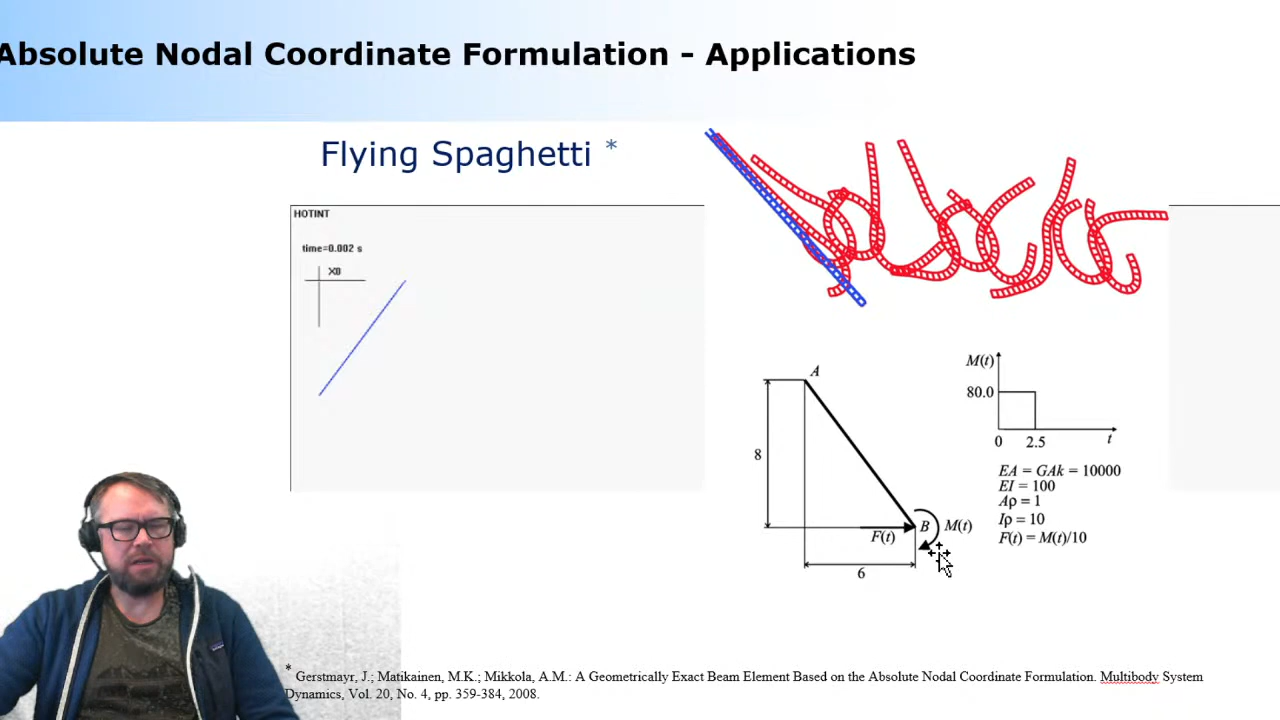 Absolute Nodal Coordinate Formulation - Applications
Flying Spaghetti *
HOTINT
time=0.002 s
X0
A
8
B
M(t)
F(t)
6
M(t)
80.0
0
2.5
t
EA = GAk = 10000
EI = 100
Aρ = 1
Iρ = 10
F(t) = M(t)/10
* Gerstmayr, J.; Matikainen, M.K.; Mikkola, A.M.: A Geometrically Exact Beam Element Based on the Absolute Nodal Coordinate Formulation. Multibody System
Dynamics, Vol. 20, No. 4, pp. 359-384, 2008.